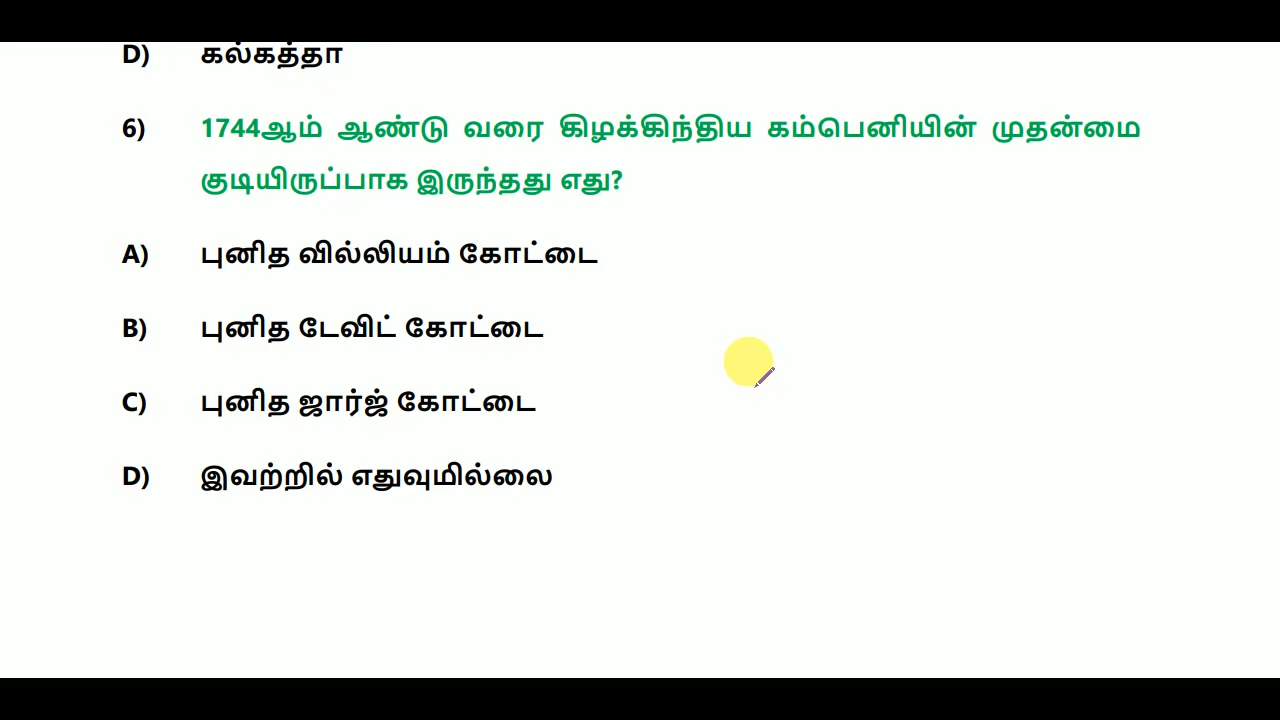 D) கல்கத்தா
6) 1744ஆம் ஆண்டு வரை கிழக்கிந்திய கம்பெனியின் முதன்மை
குடியிருப்பாக இருந்தது எது?
A) புனித வில்லியம் கோட்டை
B) புனித டேவிட் கோட்டை
C) புனித ஜார்ஜ் கோட்டை
D) இவற்றில் எதுவுமில்லை